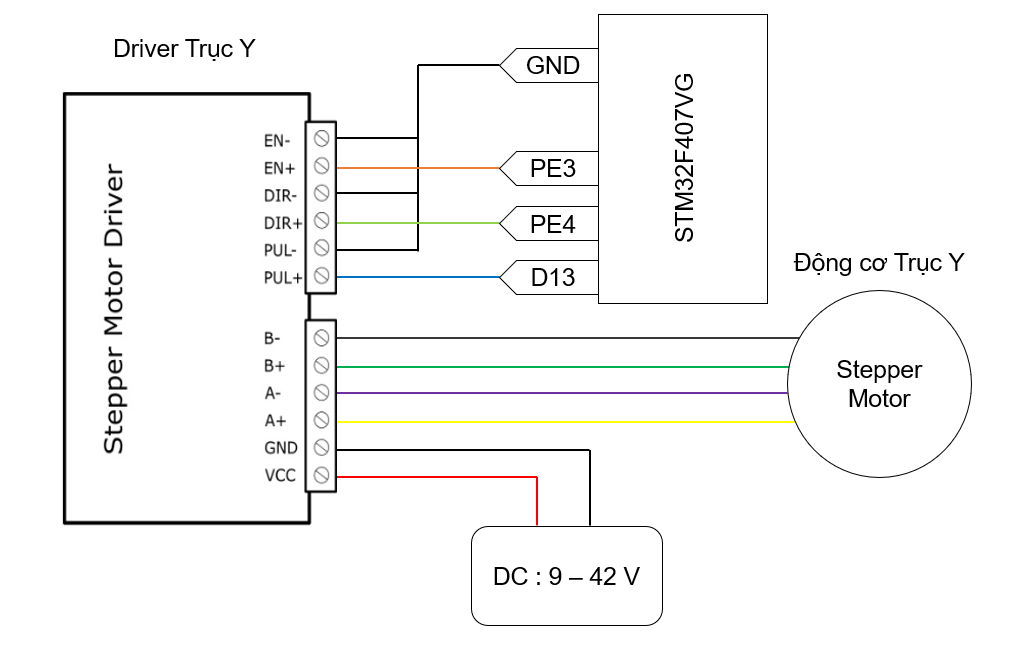 Driver Trục Y
Stepper Motor Driver
EN-
EN+
DIR-
DIR+
PUL-
PUL+
B-
B+
A-
A+
GND
VCC
GND
PE3
PE4
D13
STM32F407VG
Động cơ Trục Y
Stepper
Motor
DC : 9 – 42 V